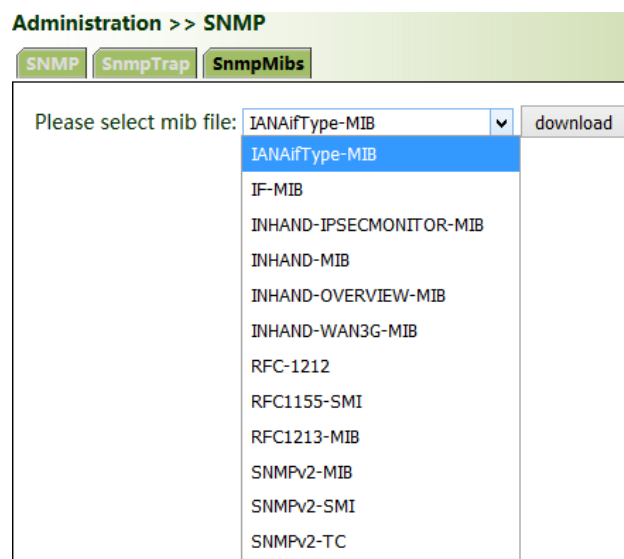 Administration >> SNMP
SNMP SnmpTrap SnmpMibs
Please select mib file: IANAifType-MIB download
IANAifType-MIB
IF-MIB
INHAND-IPSECMONITOR-MIB
INHAND-MIB
INHAND-OVERVIEW-MIB
INHAND-WAN3G-MIB
RFC-1212
RFC1155-SMI
RFC1213-MIB
SNMPv2-MIB
SNMPv2-SMI
SNMPv2-TC